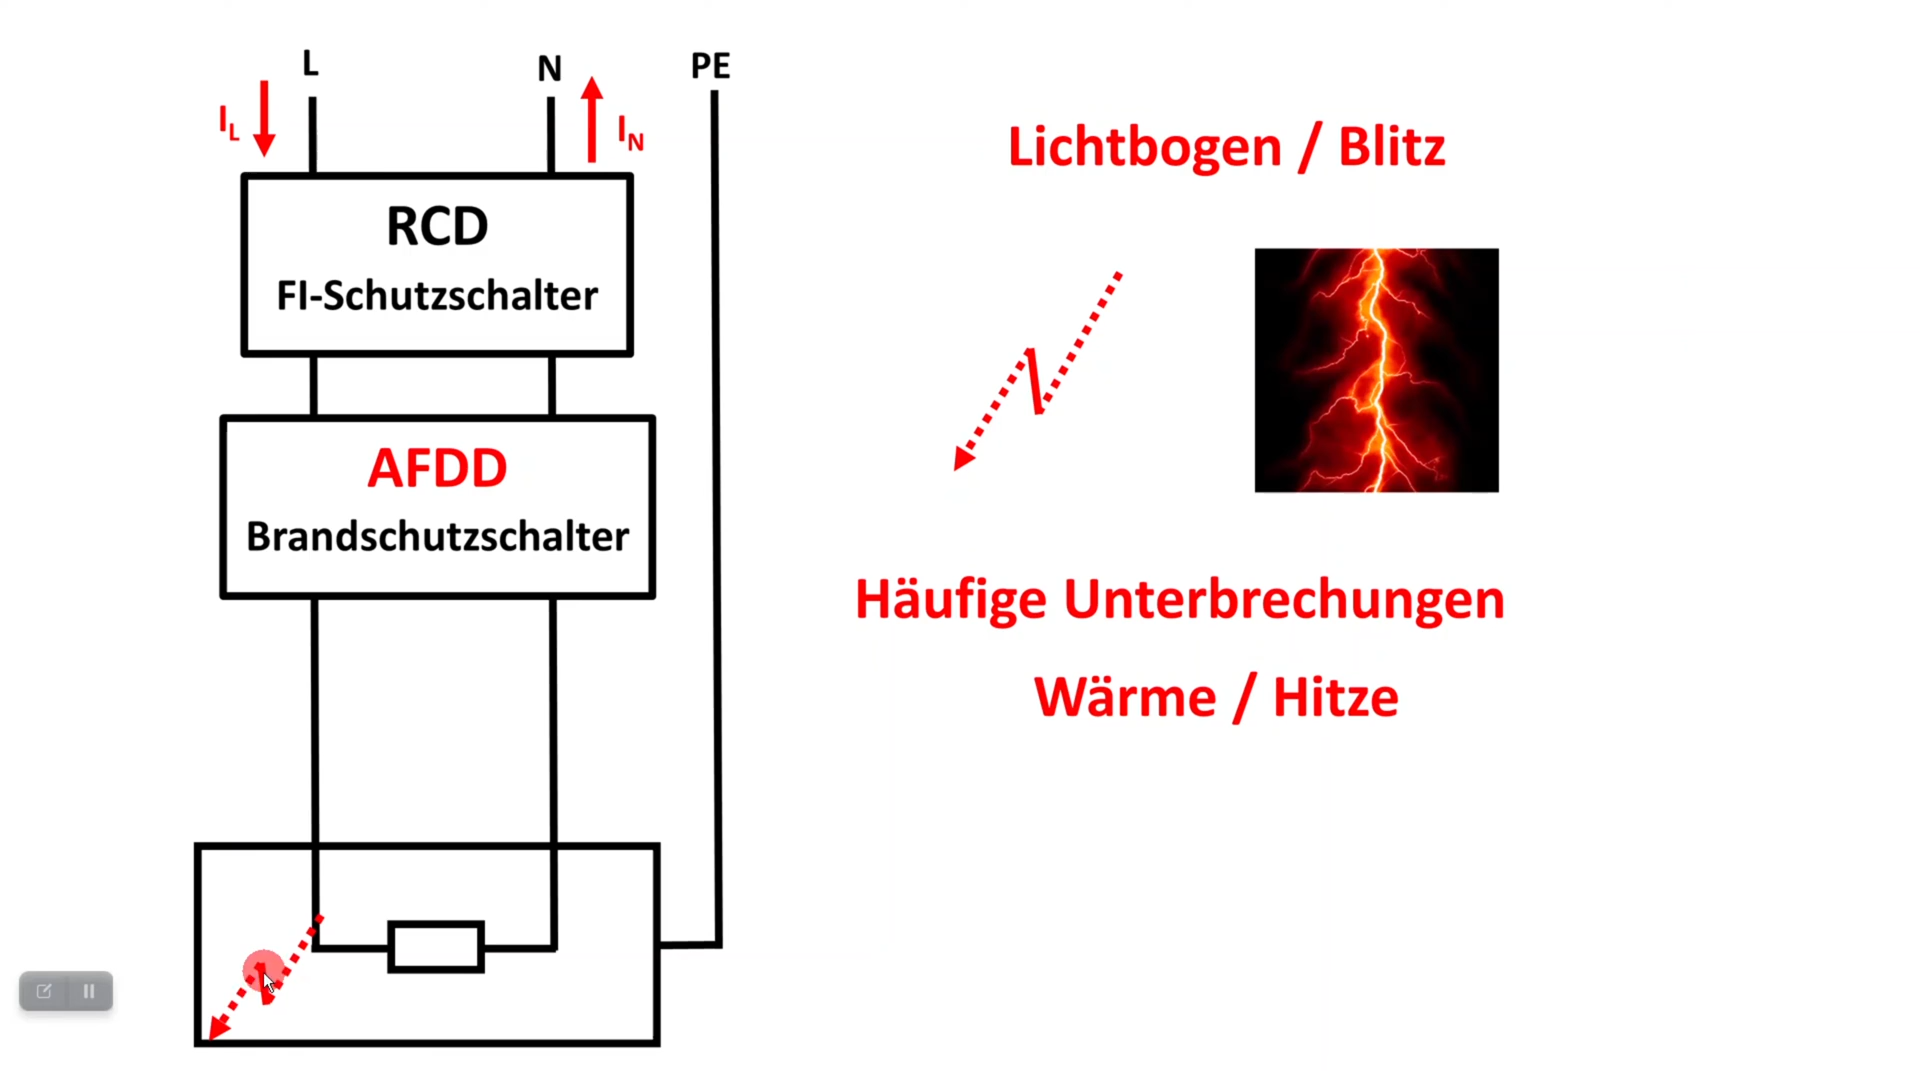 L
N
PE
IL
IN
RCD
FI-Schutzschalter
AFDD
Brandschutzschalter
Lichtbogen / Blitz
Häufige Unterbrechungen
Wärme / Hitze